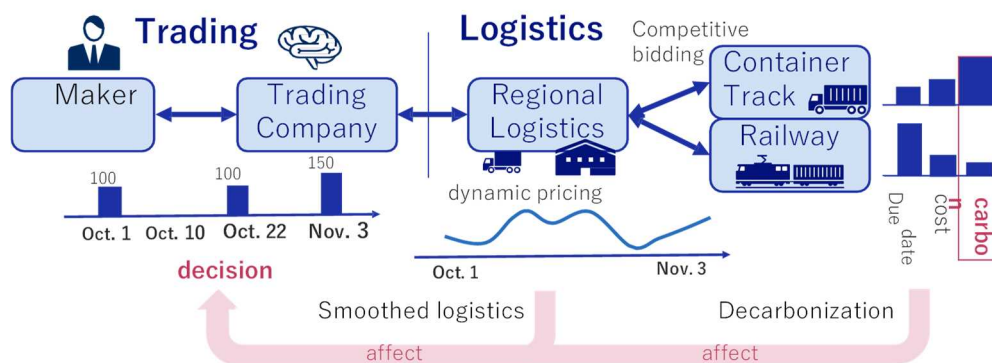 Trading
Logistics
Maker
Trading
Company
Regional
Logistics
Competitive
bidding
Container
Track
Railway
100
100
150
Oct. 1
Oct. 10
Oct. 22
Nov. 3
decision
dynamic pricing
Oct. 1
Nov. 3
Due date
cost
carbo
n
Smoothed logistics
Decarbonization
affect
affect